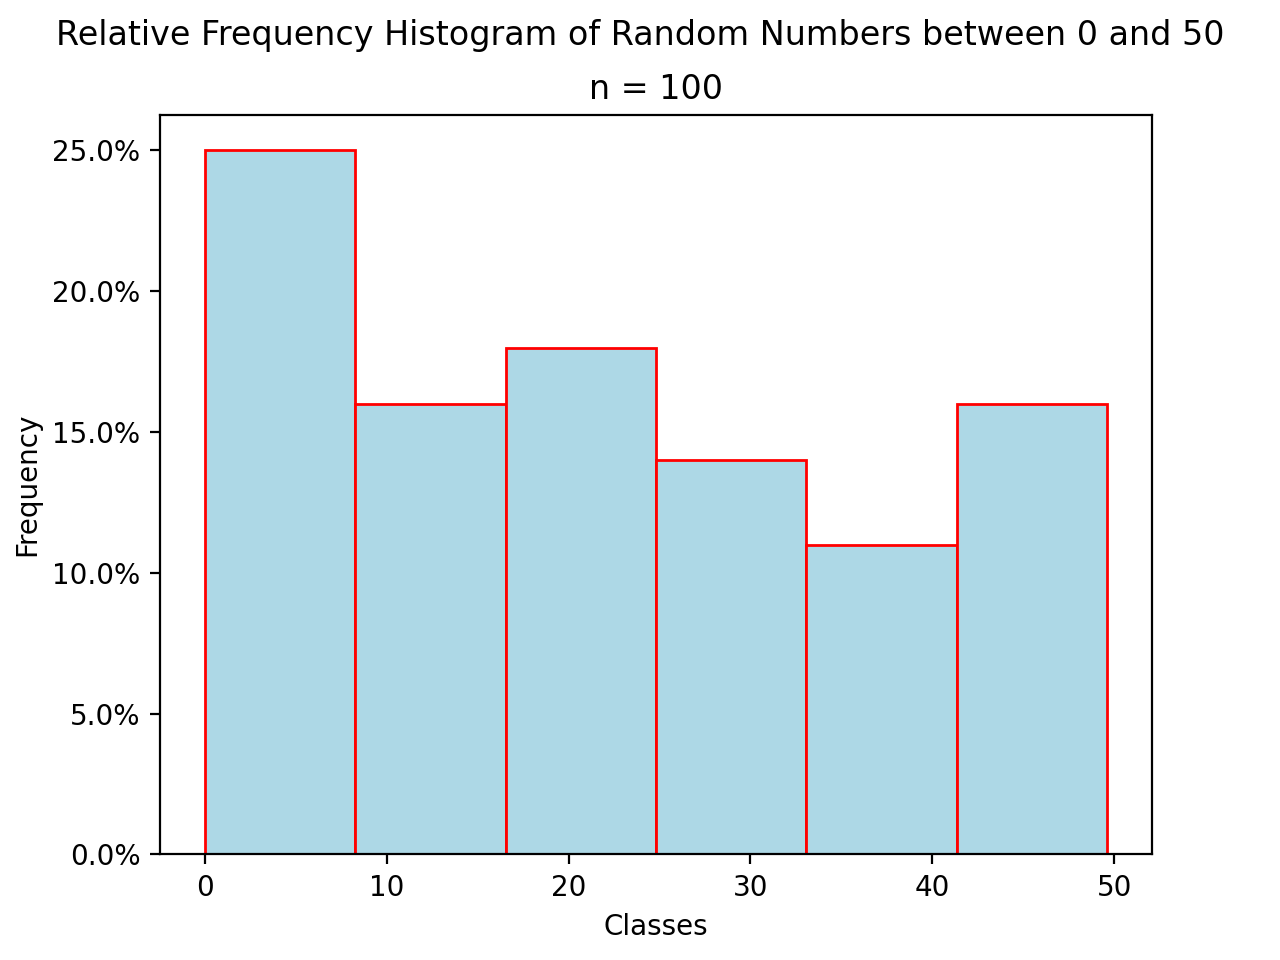 Relative Frequency Histogram of Random Numbers between 0 and 50
n = 100
25.0%
20.0%
15.0%
10.0%
5.0%
0.0%
Frequency
0 10 20 30 40 50
Classes